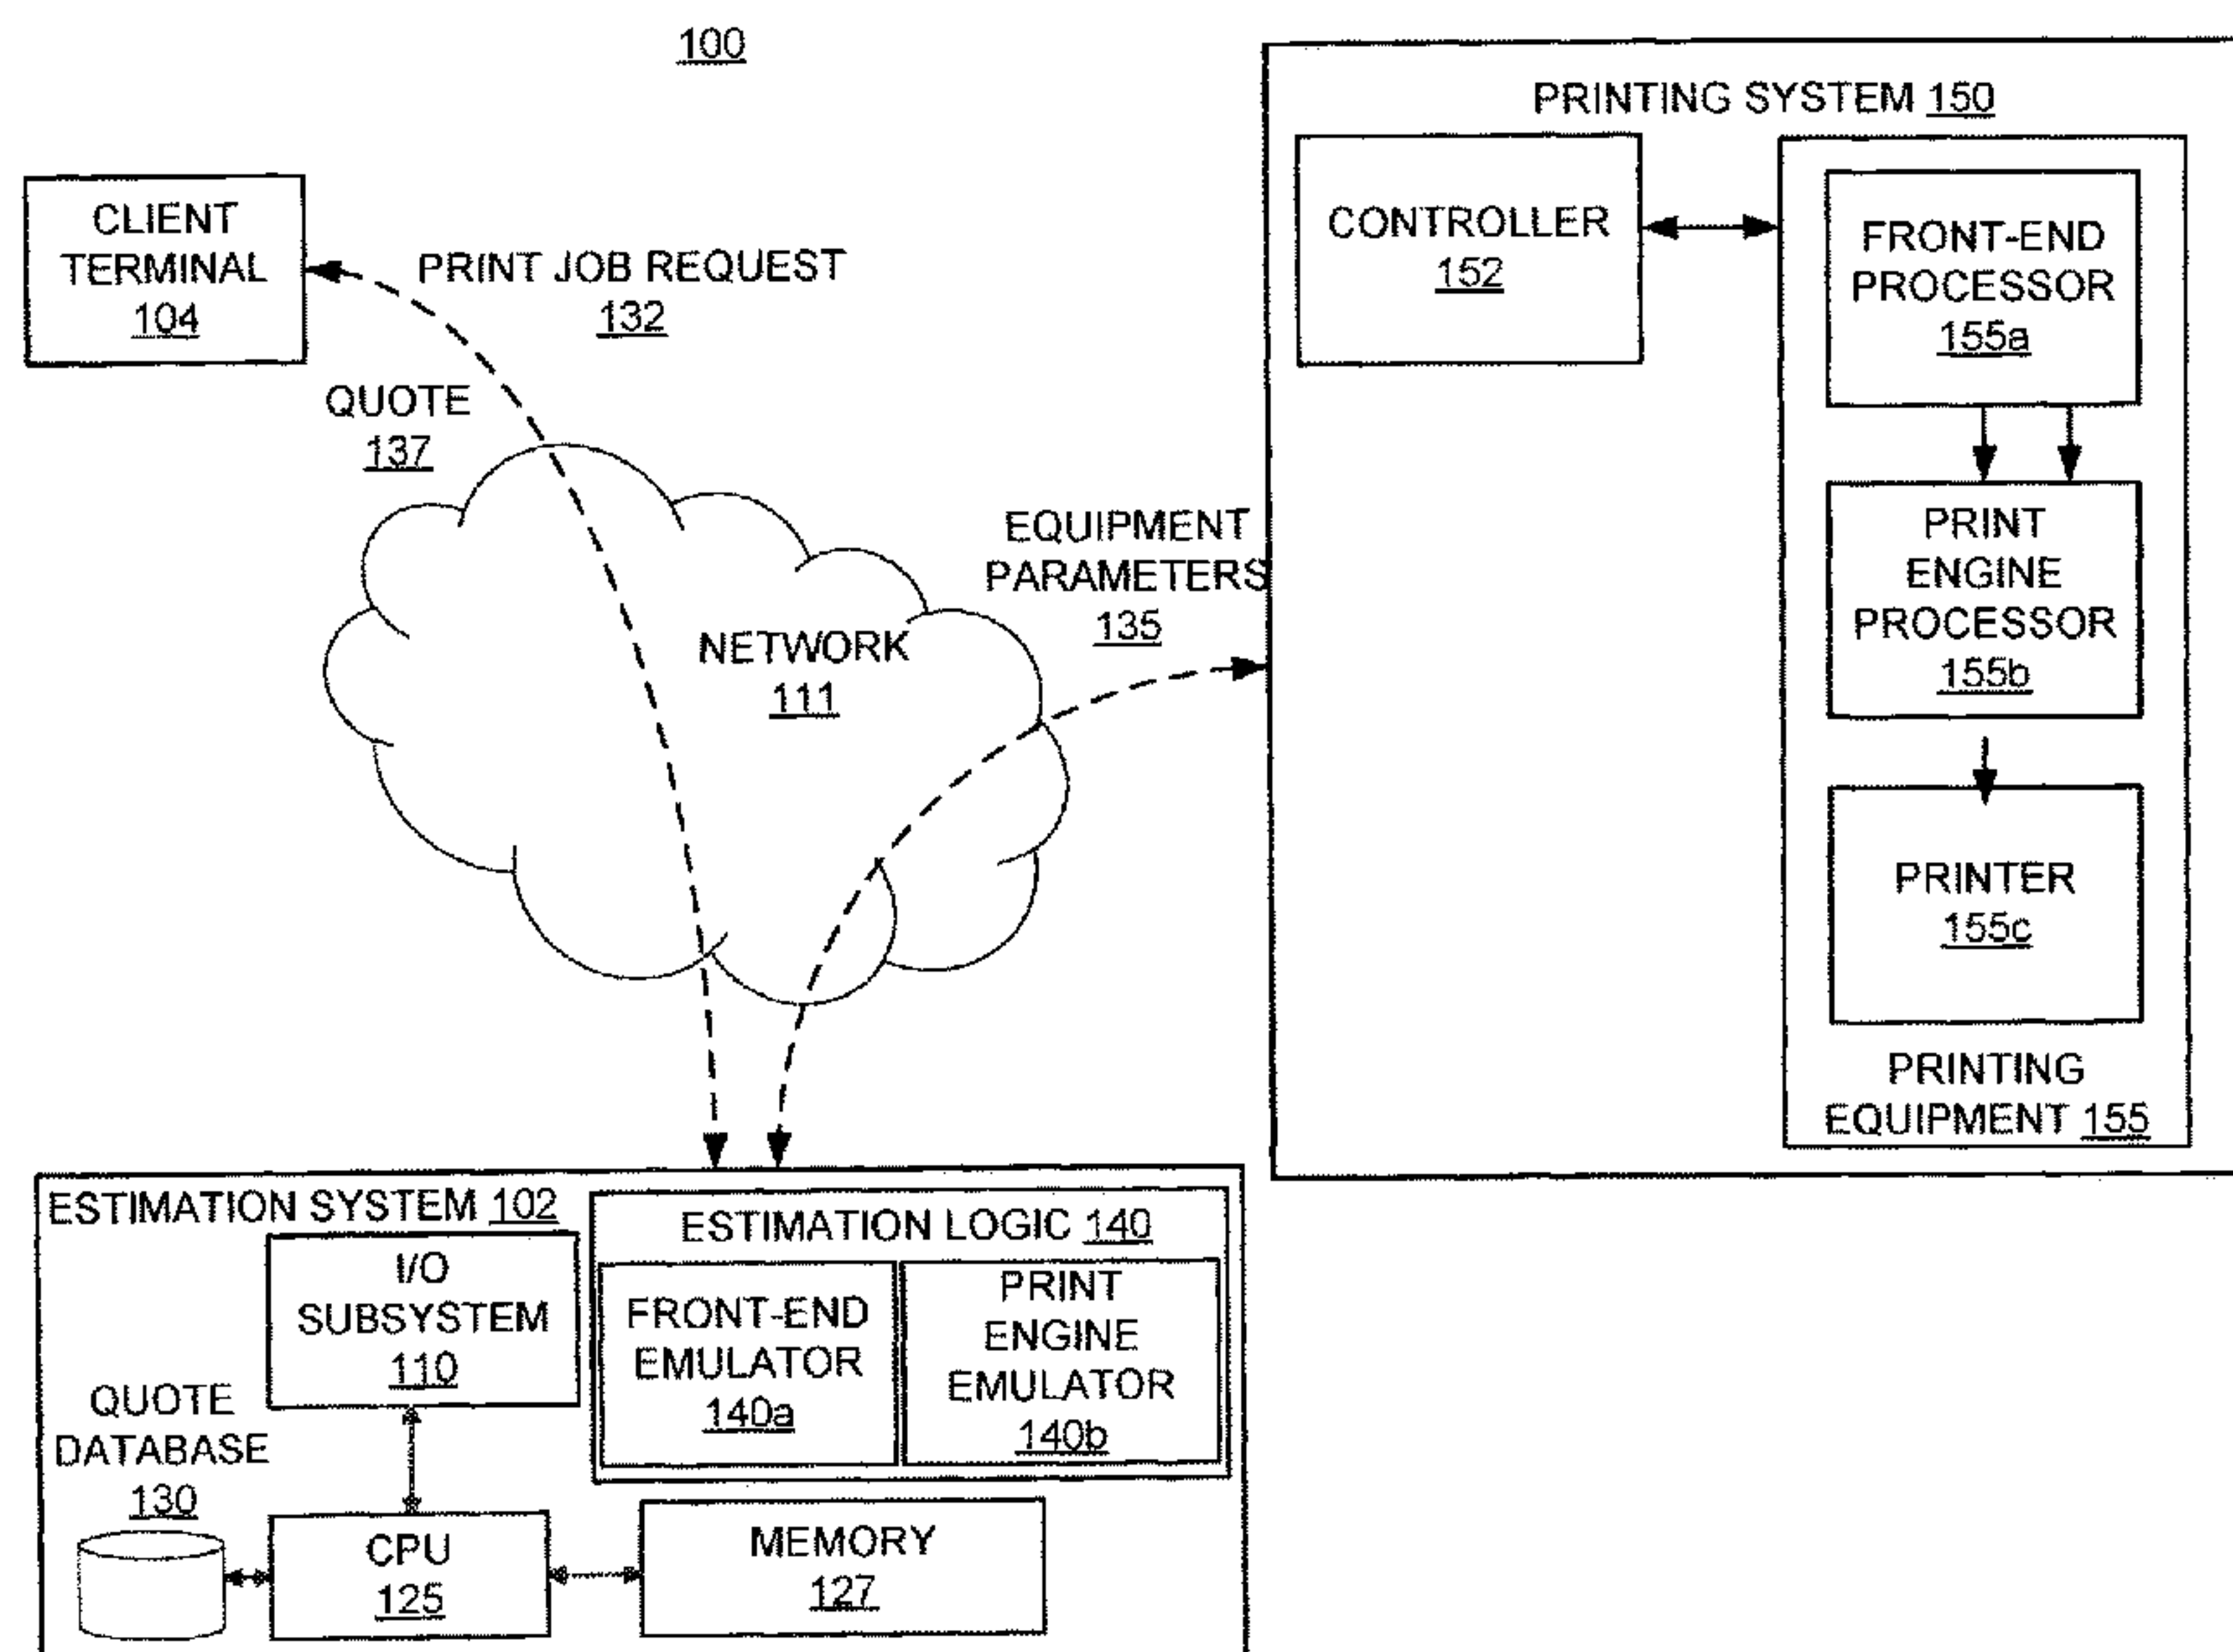 100
PRINTING SYSTEM 150
CONTROLLER
152
FRONT-END
PROCESSOR
155a
PRINT
ENGINE
PROCESSOR
155b
PRINTER
155c
PRINTING
EQUIPMENT 155
CLIENT
TERMINAL
104
PRINT JOB REQUEST
132
QUOTE
137
NETWORK
111
EQUIPMENT
PARAMETERS
135
ESTIMATION SYSTEM 102
I/O
SUBSYSTEM
110
ESTIMATION LOGIC 140
FRONT-END
EMULATOR
140a
PRINT
ENGINE
EMULATOR
140b
QUOTE
DATABASE
130
CPU
125
MEMORY
127